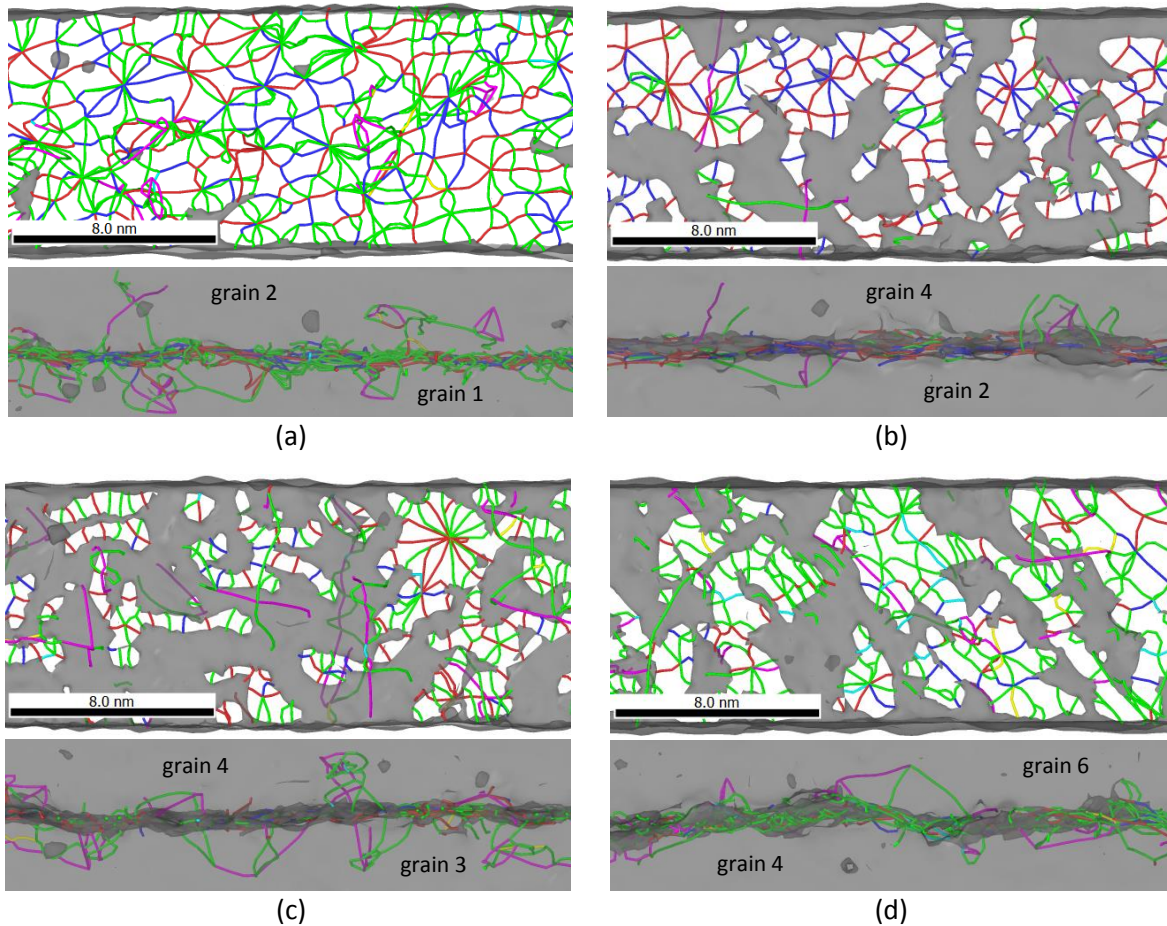 8.0 nm
8.0 nm
grain 2
grain 1
grain 4
grain 2
(a)
(b)
8.0 nm
8.0 nm
grain 4
grain 3
grain 6
grain 4
(c)
(d)